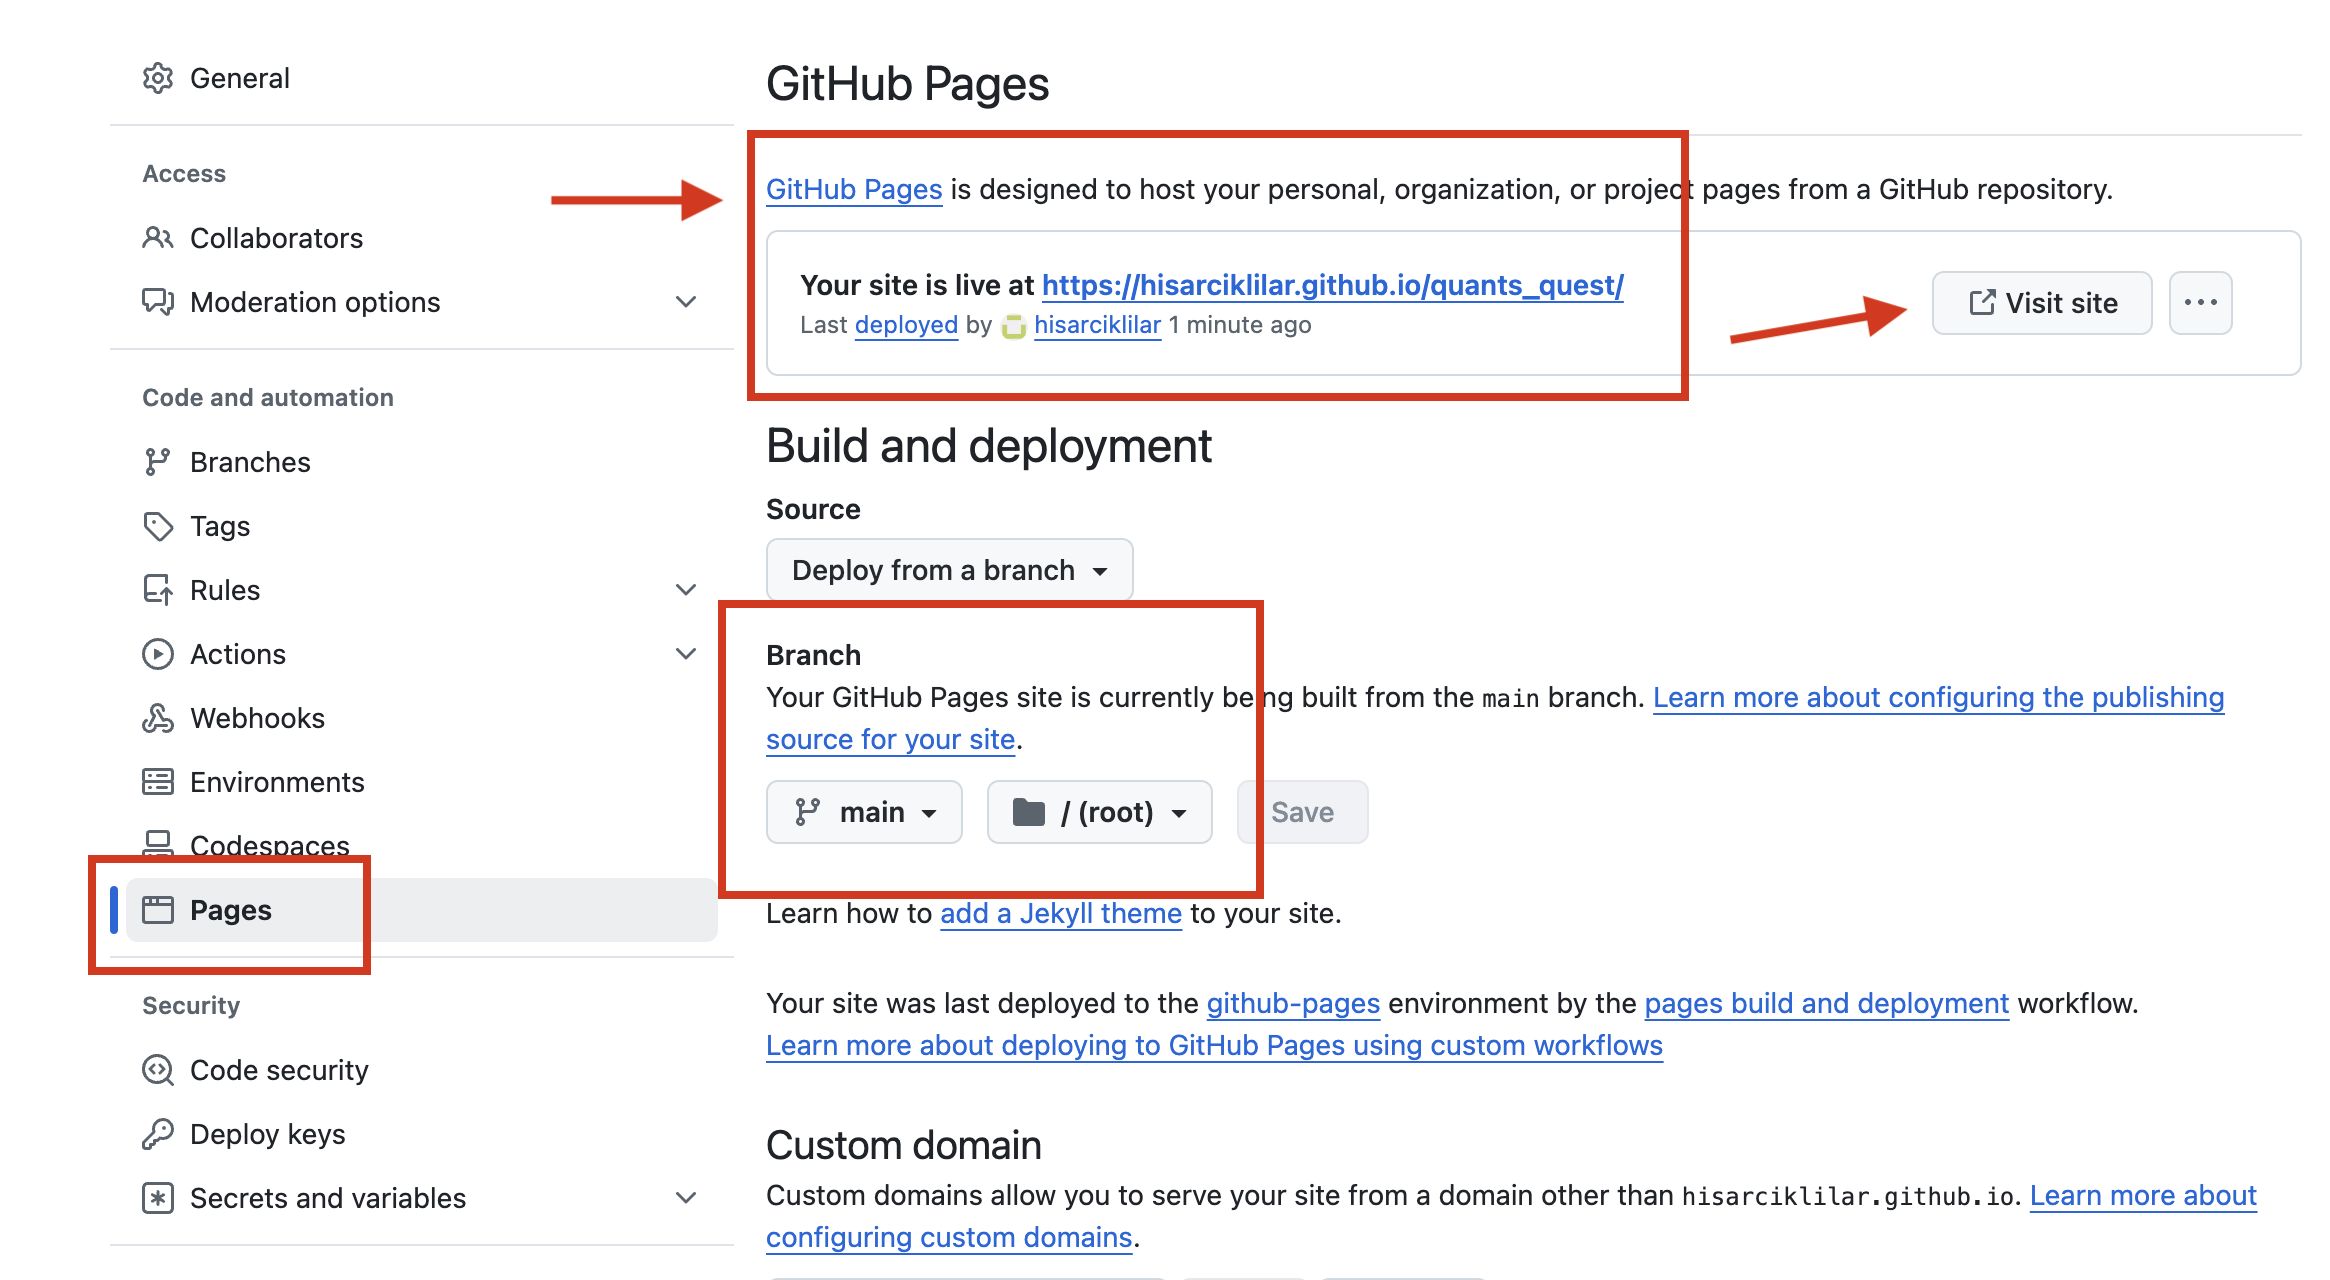 General
Access
Collaborators
Moderation options
Code and automation
Branches
Tags
Rules
Actions
Webhooks
Environments
Codespaces
Pages
Security
Code security
Deploy keys
Secrets and variables
GitHub Pages
GitHub Pages is designed to host your personal, organization, or project pages from a GitHub repository.
Your site is live at https://hisarciklilar.github.io/quants_quest/
Last deployed by hisarciklilar 1 minute ago
Visit site
Build and deployment
Source
Deploy from a branch
Branch
Your GitHub Pages site is currently being built from the main branch. Learn more about configuring the publishing
source for your site.
main / (root) Save
Learn how to add a Jekyll theme to your site.
Your site was last deployed to the github-pages environment by the pages build and deployment workflow.
Learn more about deploying to GitHub Pages using custom workflows
Custom domain
Custom domains allow you to serve your site from a domain other than hisarciklilar.github.io. Learn more about
configuring custom domains.